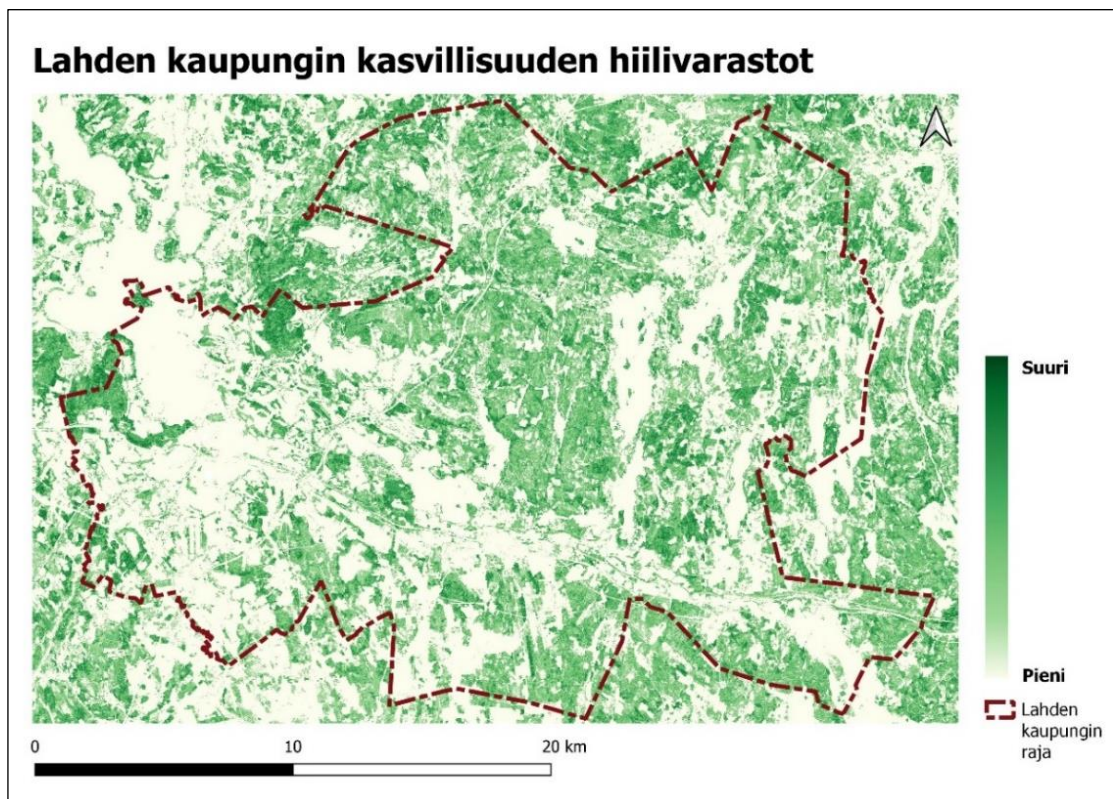 Lahden kaupungin kasvillisuuden hiilivarastot
Suuri
Pieni
Lahden
kaupungin
raja
0 10 20 km